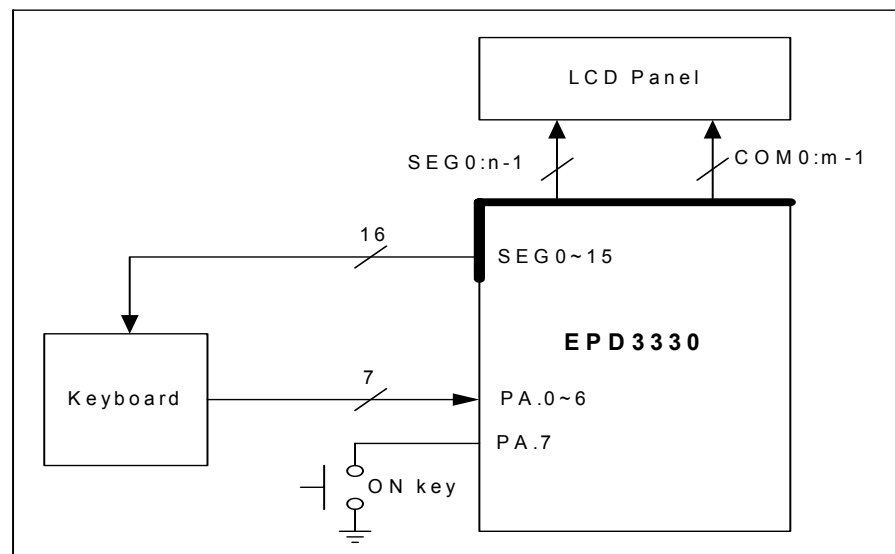 LCD Panel
SEG0:n-1
COM0:m-1
16
SEG0~15
EPD3330
Keyboard
7
PA.0~6
PA.7
ON key